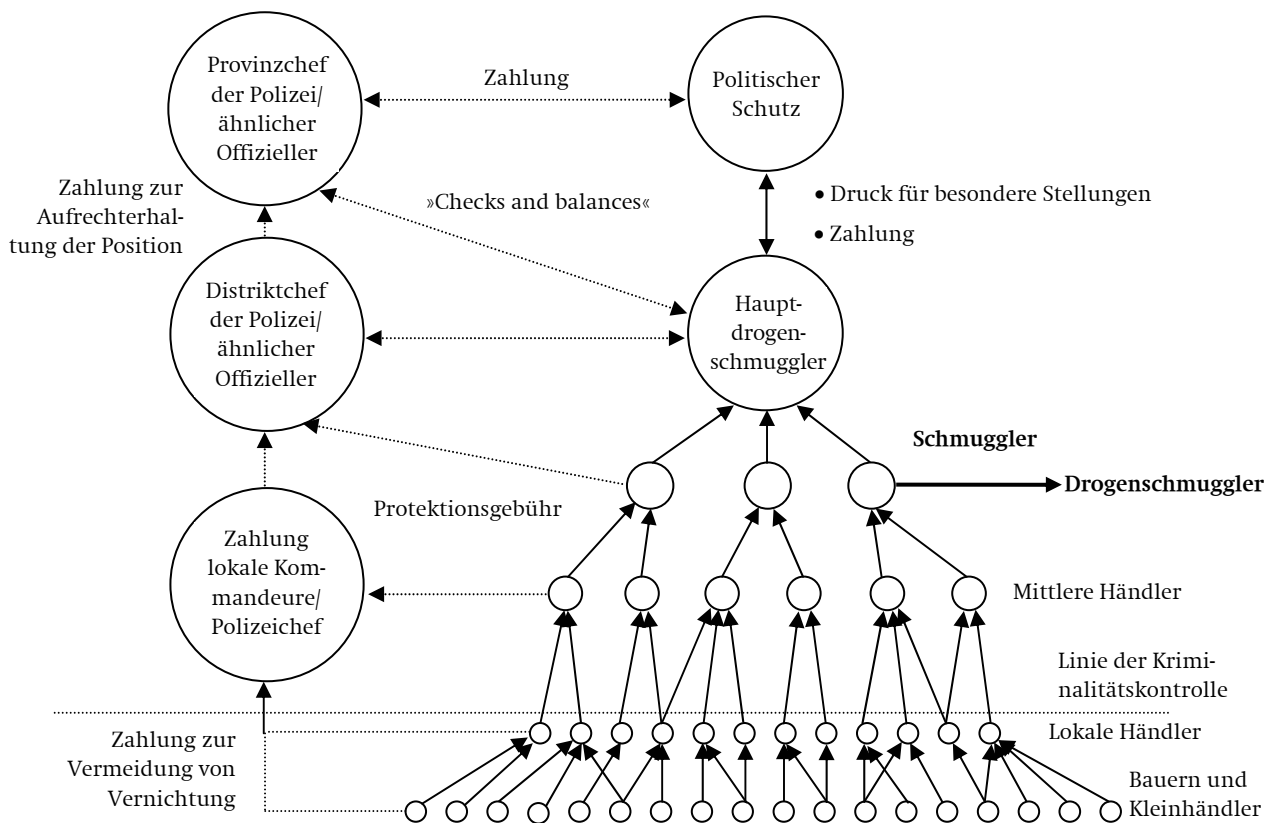 Provinzchef
der Polizei/
ähnlicher
Offizieller
Zahlung
Politischer
Schutz
Zahlung zur
Aufrechterhal-
tung der Position
»Checks and balances«
• Druck für besondere Stellungen
• Zahlung
Distriktchef
der Polizei/
ähnlicher
Offizieller
Haupt-
drogen-
schmuggler
Schmuggler
Drogenschmuggler
Protektionsgebühr
Zahlung
lokale Kom-
mandeure/
Polizeichef
Mittlere Händler
Linie der Krimi-
nalitätskontrolle
Lokale Händler
Zahlung zur
Vermeidung von
Vernichtung
Bauern und
Kleinhändler